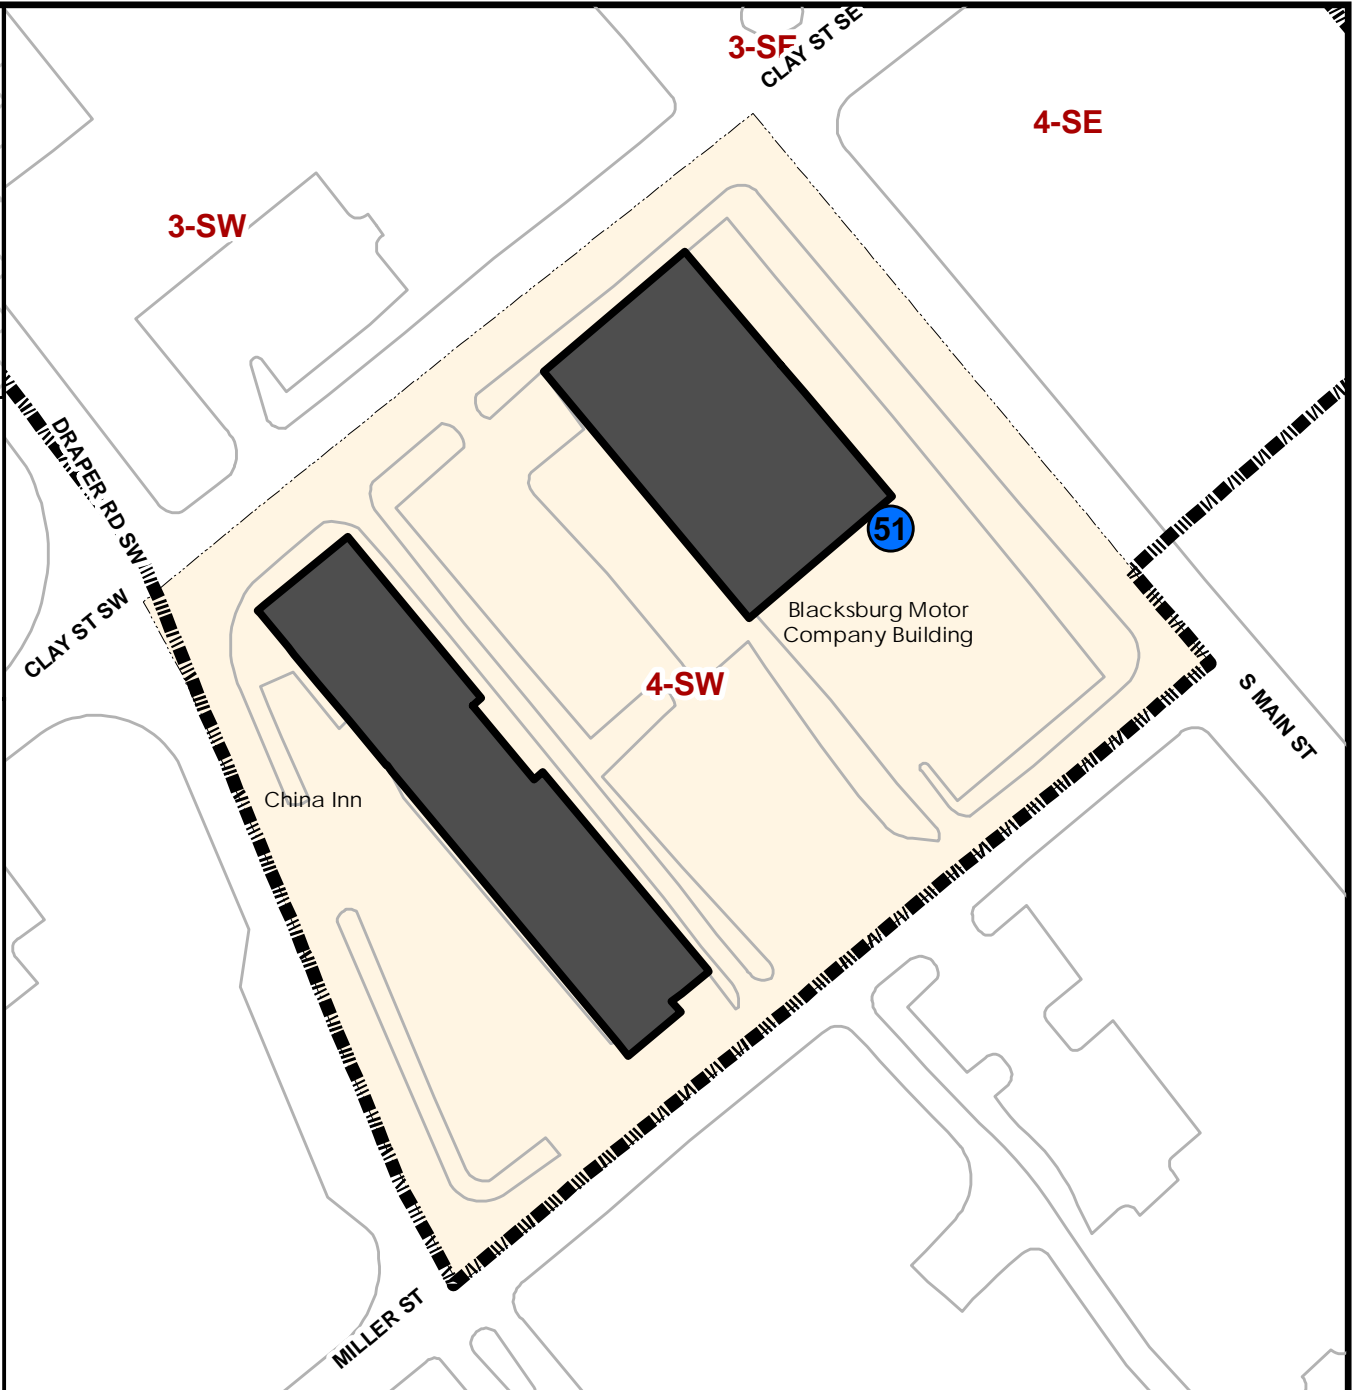 3-SE
CLAY ST SE
4-SE
3-SW
DRAPER RD SW
51
CLAY ST SW
Blacksburg Motor
Company Building
4-SW
S MAIN ST
China Inn
MILLER ST